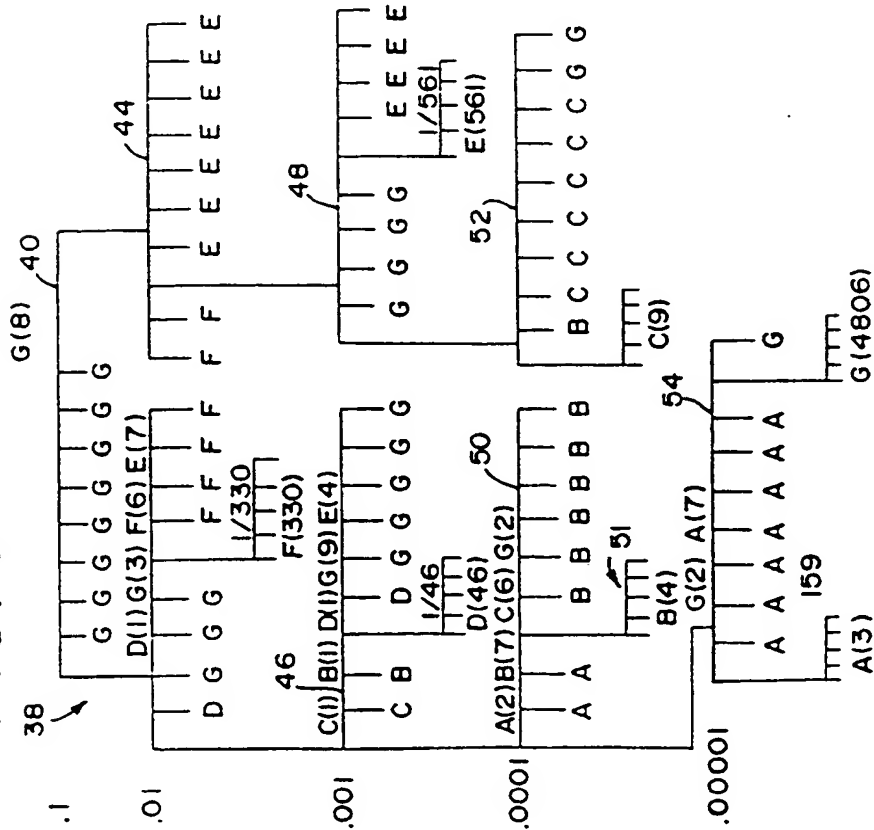 G(8) 40
38
.1
G G G G G G G G
44
D(1) G(3) F(6) E(7)
.01
D G G G F F F F F F E E E E E E E
1/330
F(330)
46 48
C(1) B(1) D(1) G(9) E(4)
.001
C B D G G G G G G G G G E E E E
1/46 1/561
D(46) E(561)
50 52
A(2) B(7) C(6) G(2)
.0001
A A B B B B B B B C C C C C C G G
51
B(4) C(9)
G(2) A(7) 54
.00001
A A A A A A A G
159
A(3) G(4806)